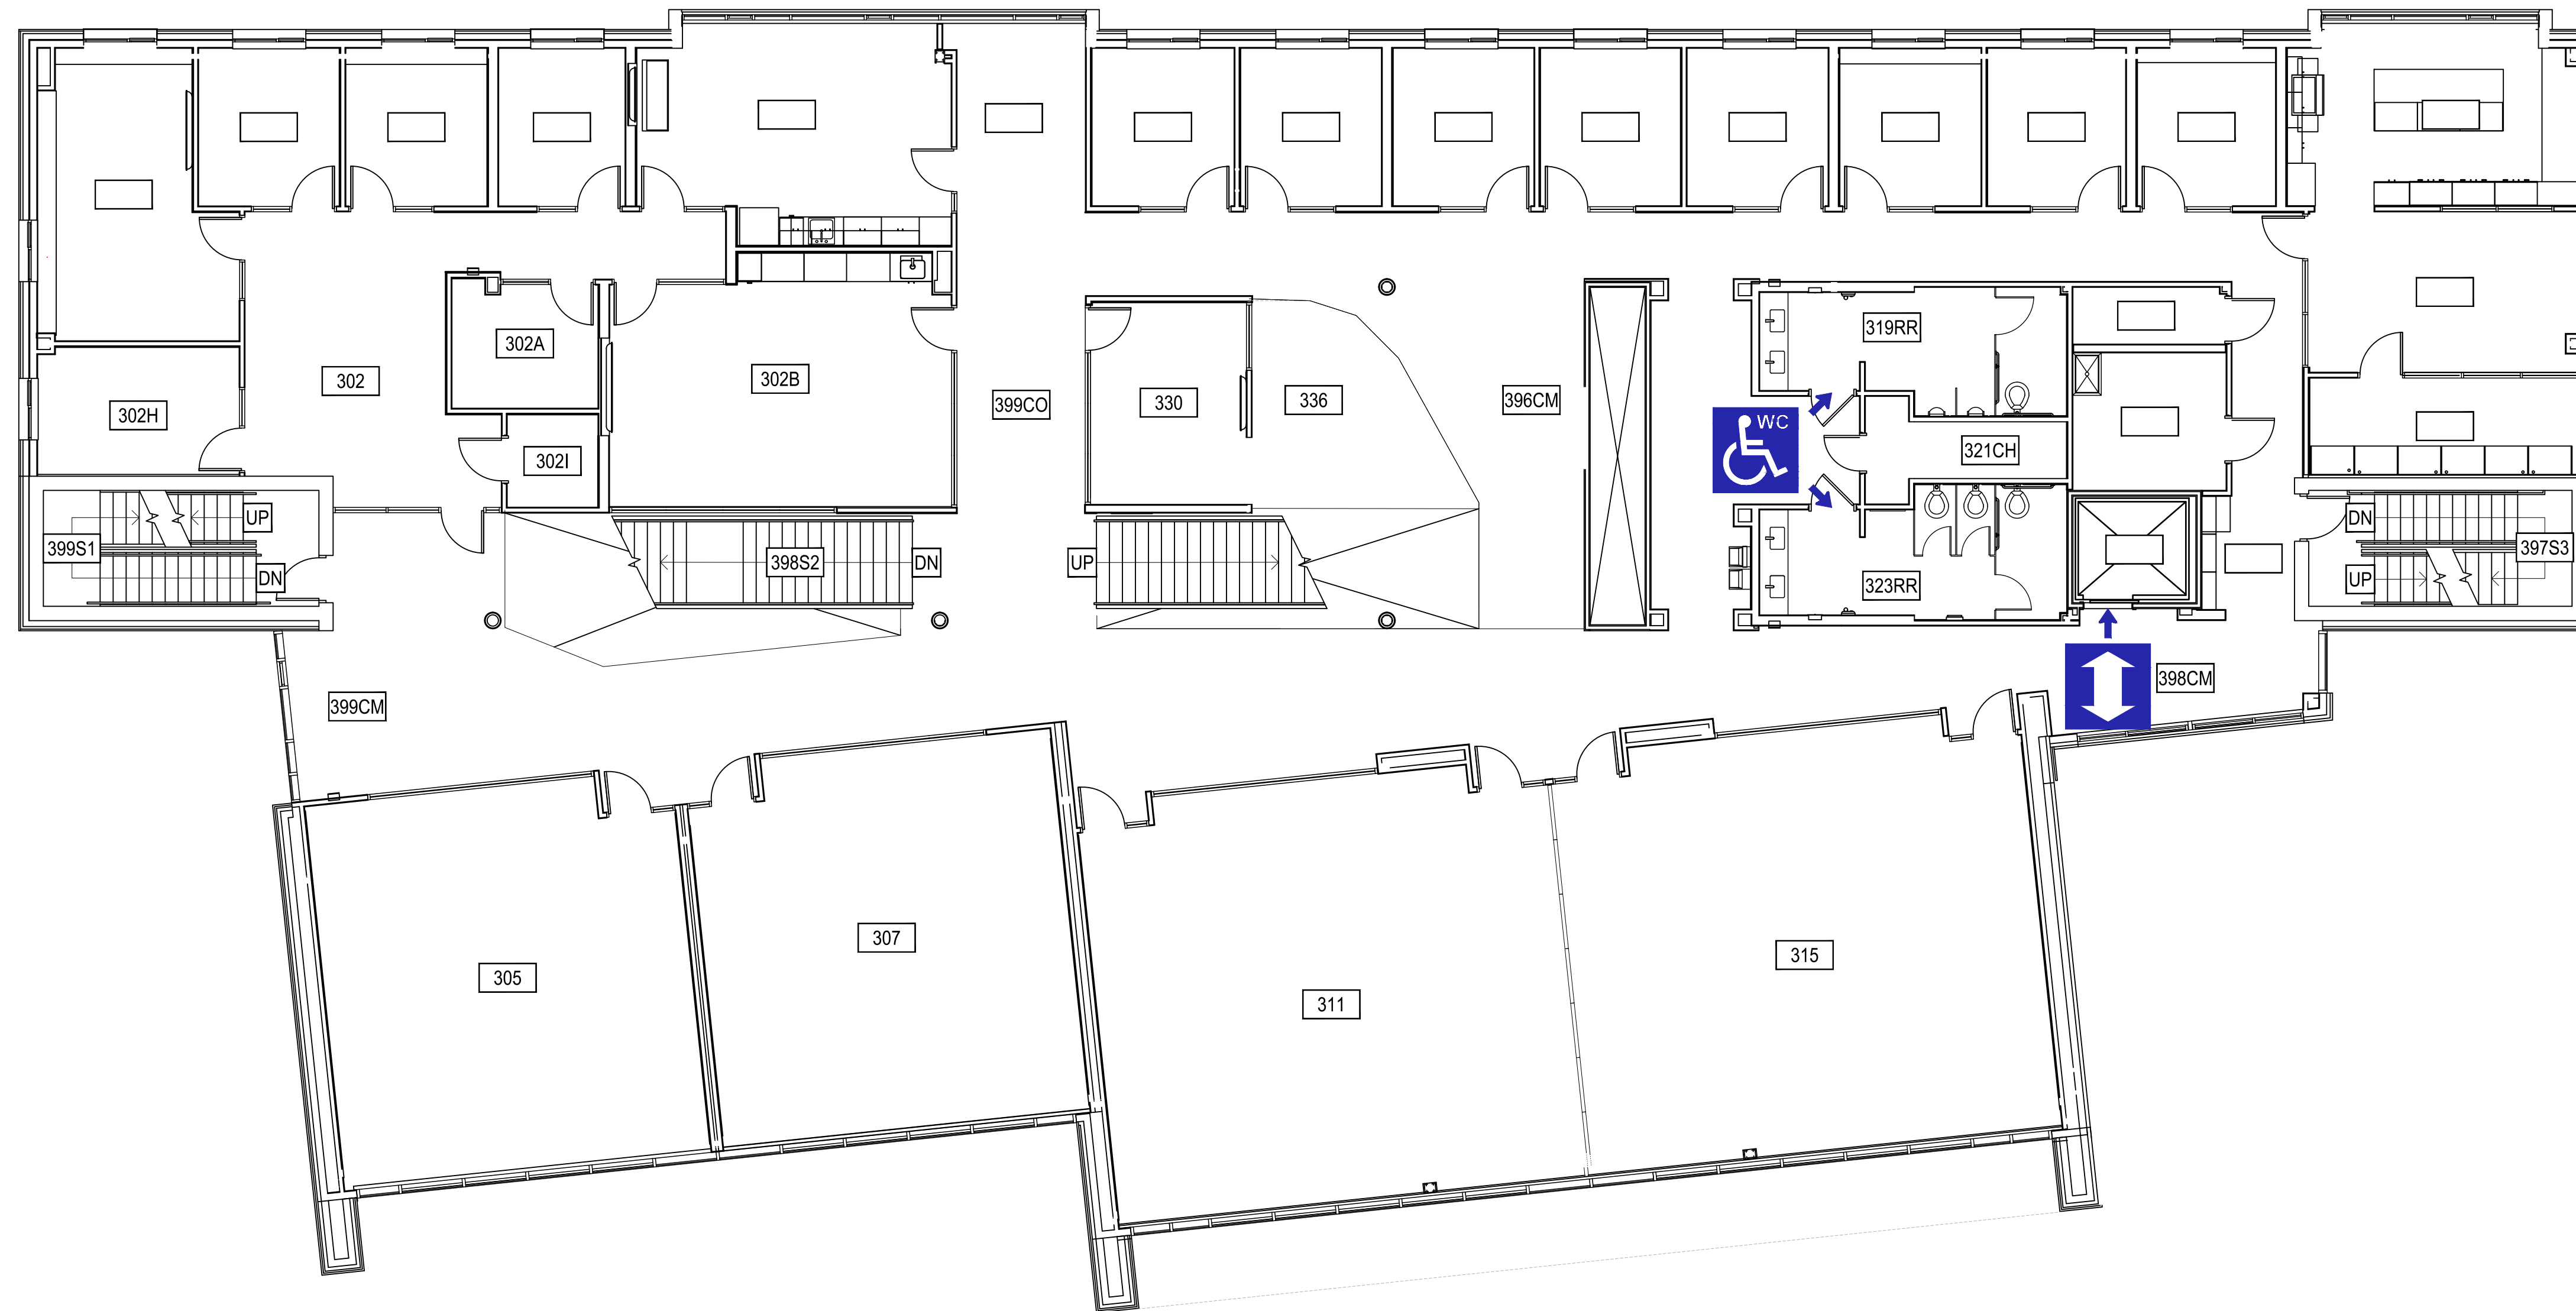 302A
302
302B
302H
302I
399CO
330
336
396CM
319RR
WC
321CH
323RR
399S1
UP
DN
398S2
DN
UP
DN
UP
397S3
399CM
398CM
305
307
311
315